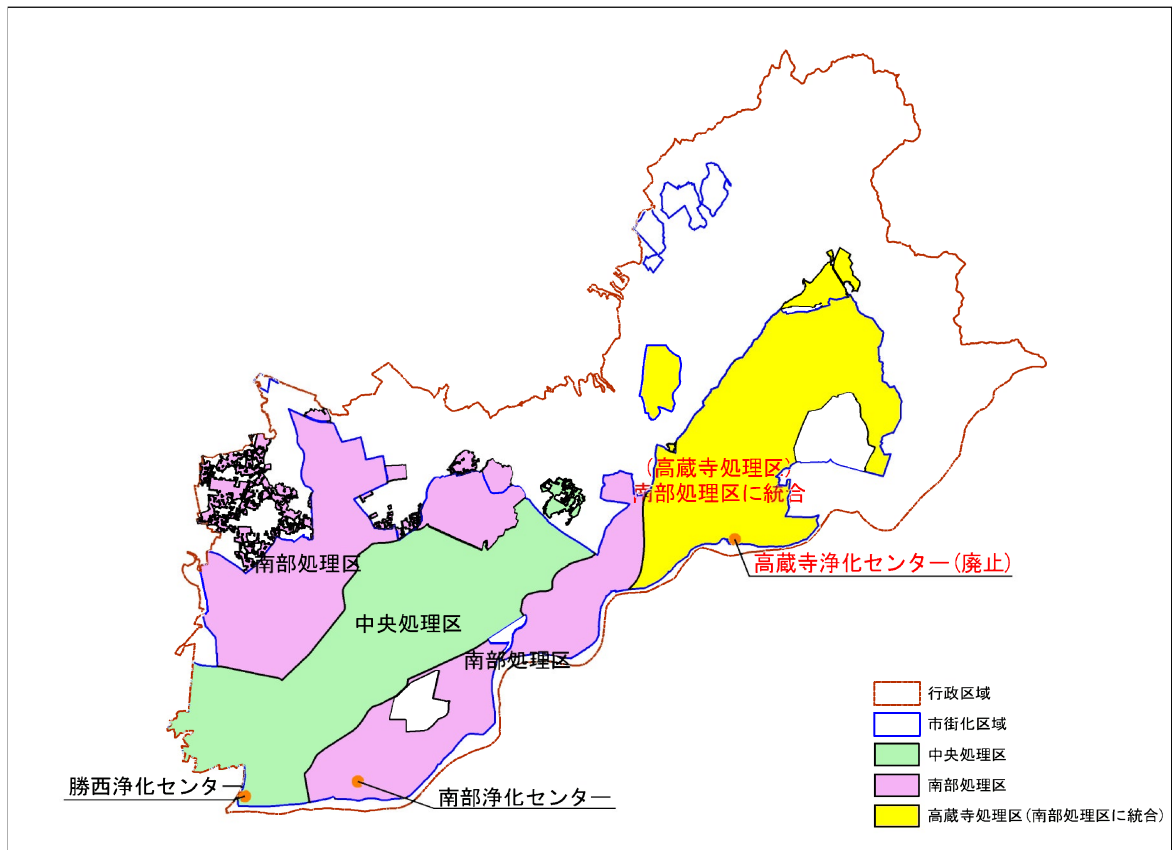 (高蔵寺処理区)
南部処理区に統合
高蔵寺浄化センター(廃止)
南部処理区
中央処理区
南部処理区
勝西浄化センター
南部浄化センター
行政区域
市街化区域
中央処理区
南部処理区
高蔵寺処理区(南部処理区に統合)